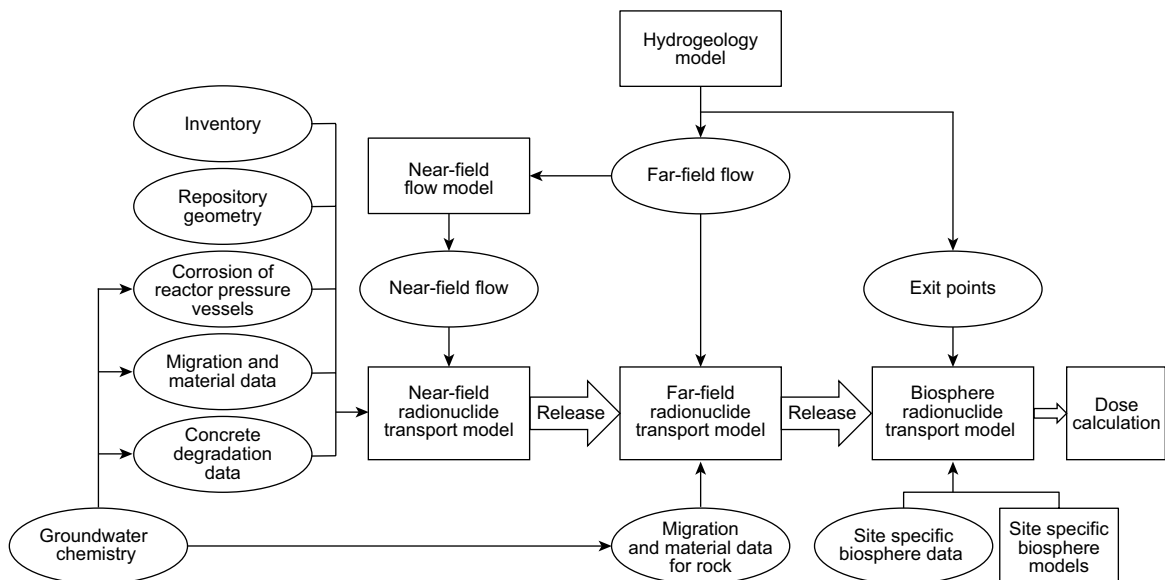 Hydrogeology
model
Inventory
Near-field
flow model
Far-field flow
Repository
geometry
Corrosion of
reactor pressure
vessels
Near-field flow
Exit points
Migration and
material data
Near-field
radionuclide
transport model
Release
Far-field
radionuclide
transport model
Release
Biosphere
radionuclide
transport model
Dose
calculation
Concrete
degradation
data
Groundwater
chemistry
Migration
and material data
for rock
Site specific
biosphere data
Site specific
biosphere
models